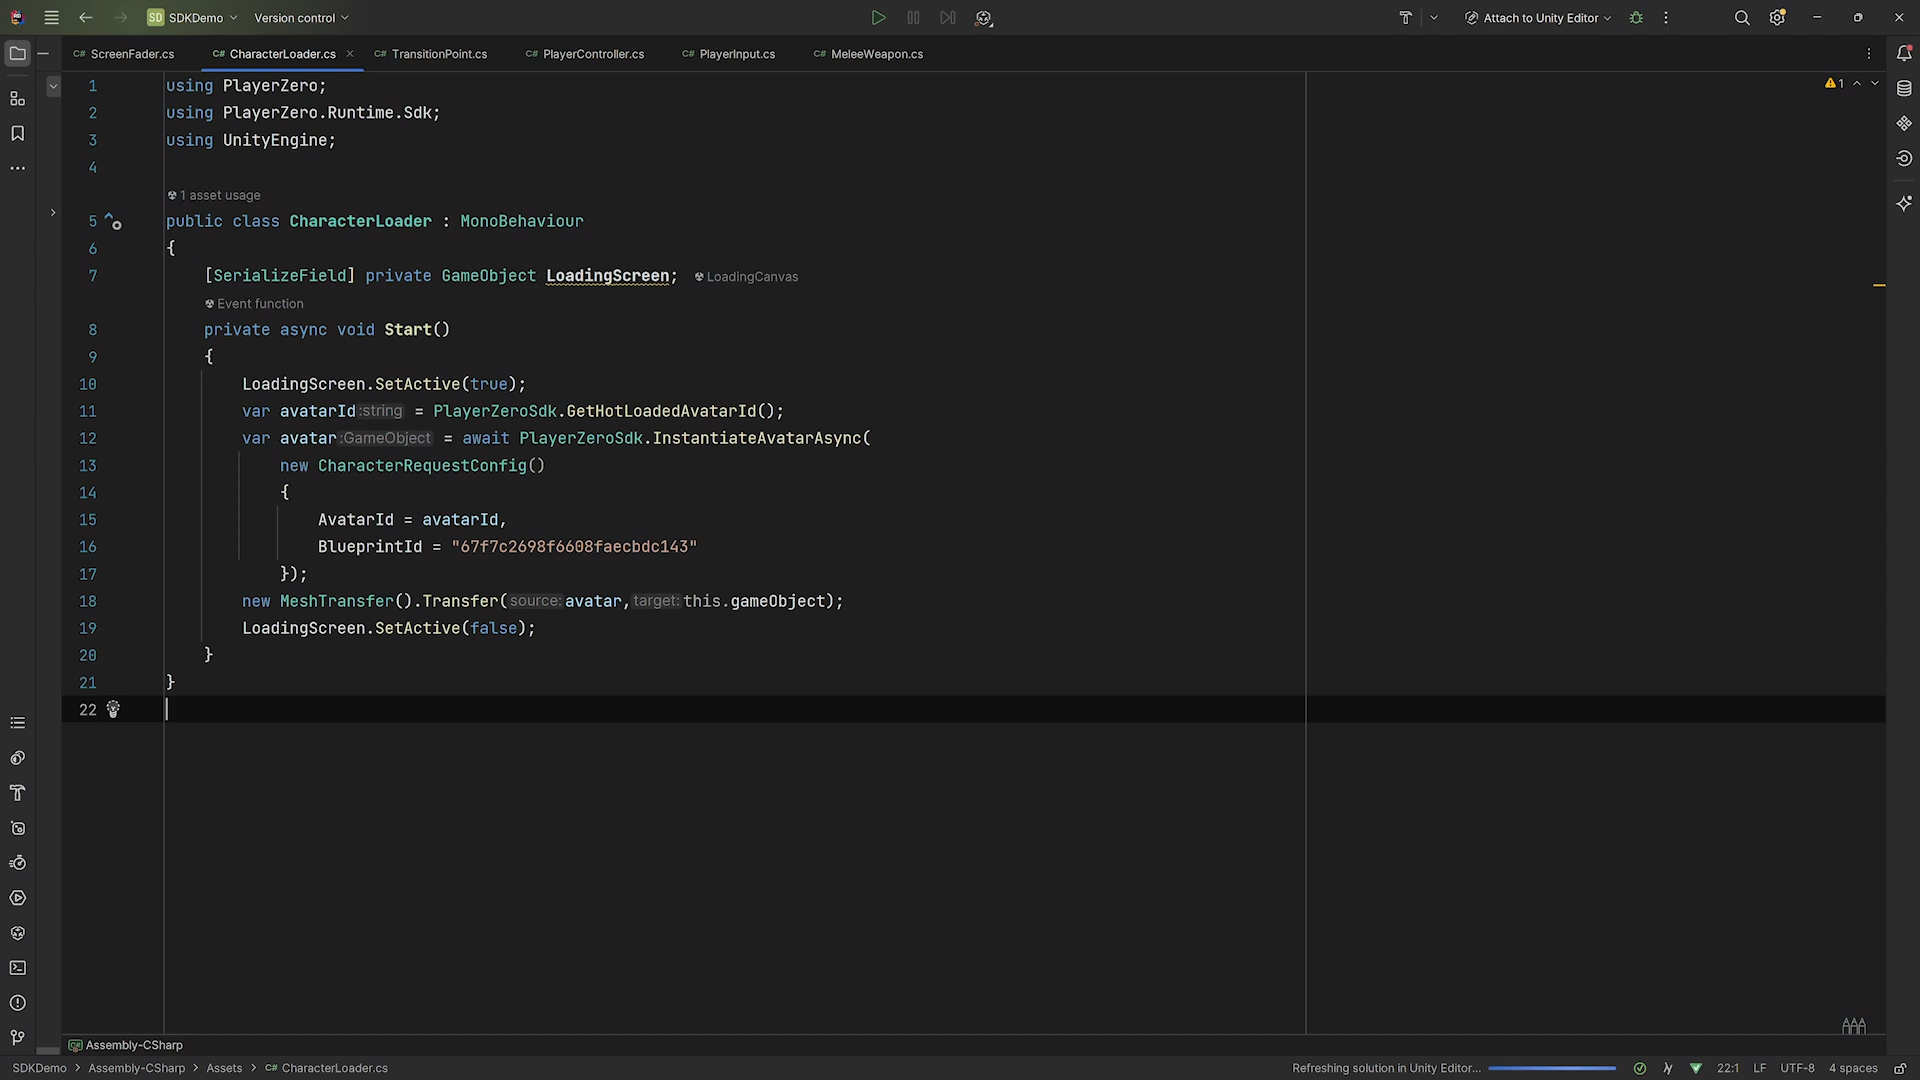 SD SDKDemo Version control Attach to Unity Editor
C# ScreenFader.cs C# CharacterLoader.cs C# TransitionPoint.cs C# PlayerController.cs C# PlayerInput.cs C# MeleeWeapon.cs
1 using PlayerZero; 1
2 using PlayerZero.Runtime.Sdk;
3 using UnityEngine;
4
1 asset usage
5 public class CharacterLoader : MonoBehaviour
6 {
7 [SerializeField] private GameObject LoadingScreen; LoadingCanvas
Event function
8 private async void Start()
9 {
10 LoadingScreen.SetActive(true);
11 var avatarId :string = PlayerZeroSdk.GetHotLoadedAvatarId();
12 var avatar :GameObject = await PlayerZeroSdk.InstantiateAvatarAsync(
13 new CharacterRequestConfig()
14 {
15 AvatarId = avatarId,
16 BlueprintId = "67f7c2698f6608faecbdc143"
17 });
18 new MeshTransfer().Transfer( source: avatar, target: this.gameObject);
19 LoadingScreen.SetActive(false);
20 }
21 }
22
Assembly-CSharp
SDKDemo Assembly-CSharp Assets C# CharacterLoader.cs Refreshing solution in Unity Editor... 22:1 LF UTF-8 4 spaces